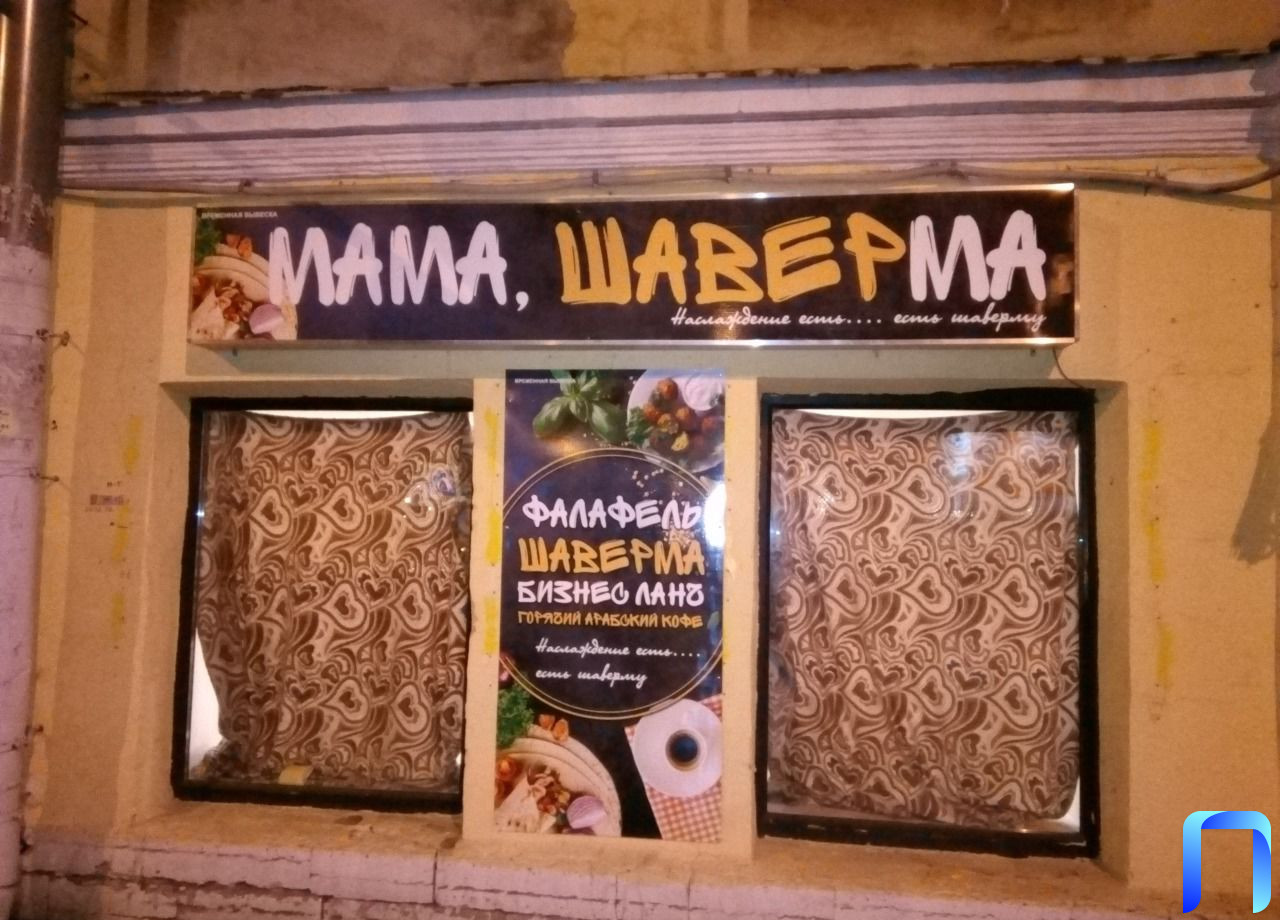 ВРЕМЕННАЯ ВЫВЕСКА
МАМА, ШАВЕРМА
Наслаждение есть.... есть шаверму
ВРЕМЕННАЯ ВЫВЕСКА
ФАЛАФЕЛЬ
ШАВЕРМА
БИЗНЕС ЛАНЧ
ГОРЯЧИЙ АРАБСКИЙ КОФЕ
Наслаждение есть....
есть шаверму